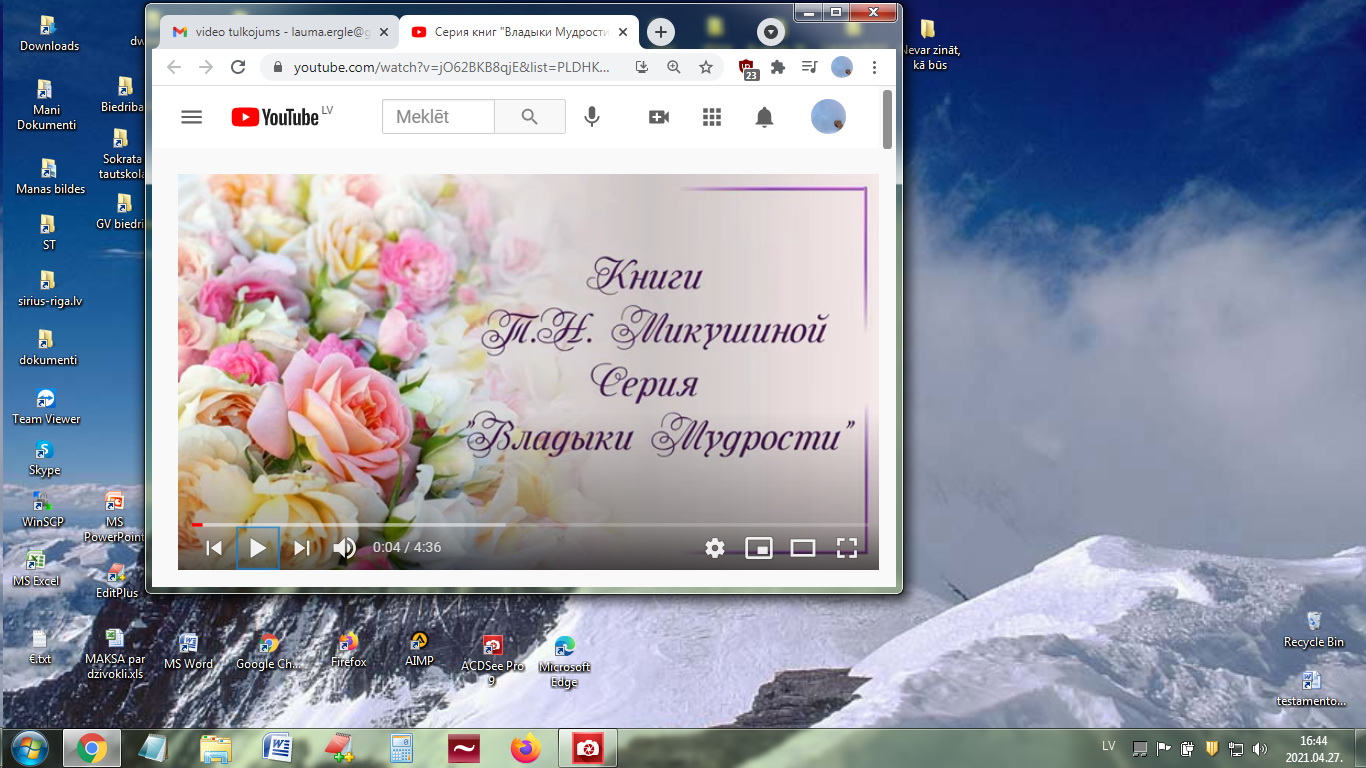 Downloads
dw
Mani
Dokumenti
Biedriba
Sokrata
tautskola
Manas bildes
ST
GV biedri
sirius-riga.lv
dokumenti
Team Viewer
Skype
WinSCP
MS
PowerPoint
MS Excel
EditPlus
€.txt
MAKSA par
dzivokli.xls
MS Word
Google Ch...
Firefox
AIMP
ACDSee Pro
9
Microsoft
Edge
video tulkojums - lauma.ergle@g
Серия книг "Владыки Мудрости
youtube.com/watch?v=jO62BKB8qjE&list=PLDHK...
23
YouTube LV
Meklēt
Книги
Т.Н. Микушиной
Серия
"Владыки Мудрости"
0:04 / 4:36
Nevar zināt,
kā būs
Recycle Bin
testamento...
LV
16:44
2021.04.27.